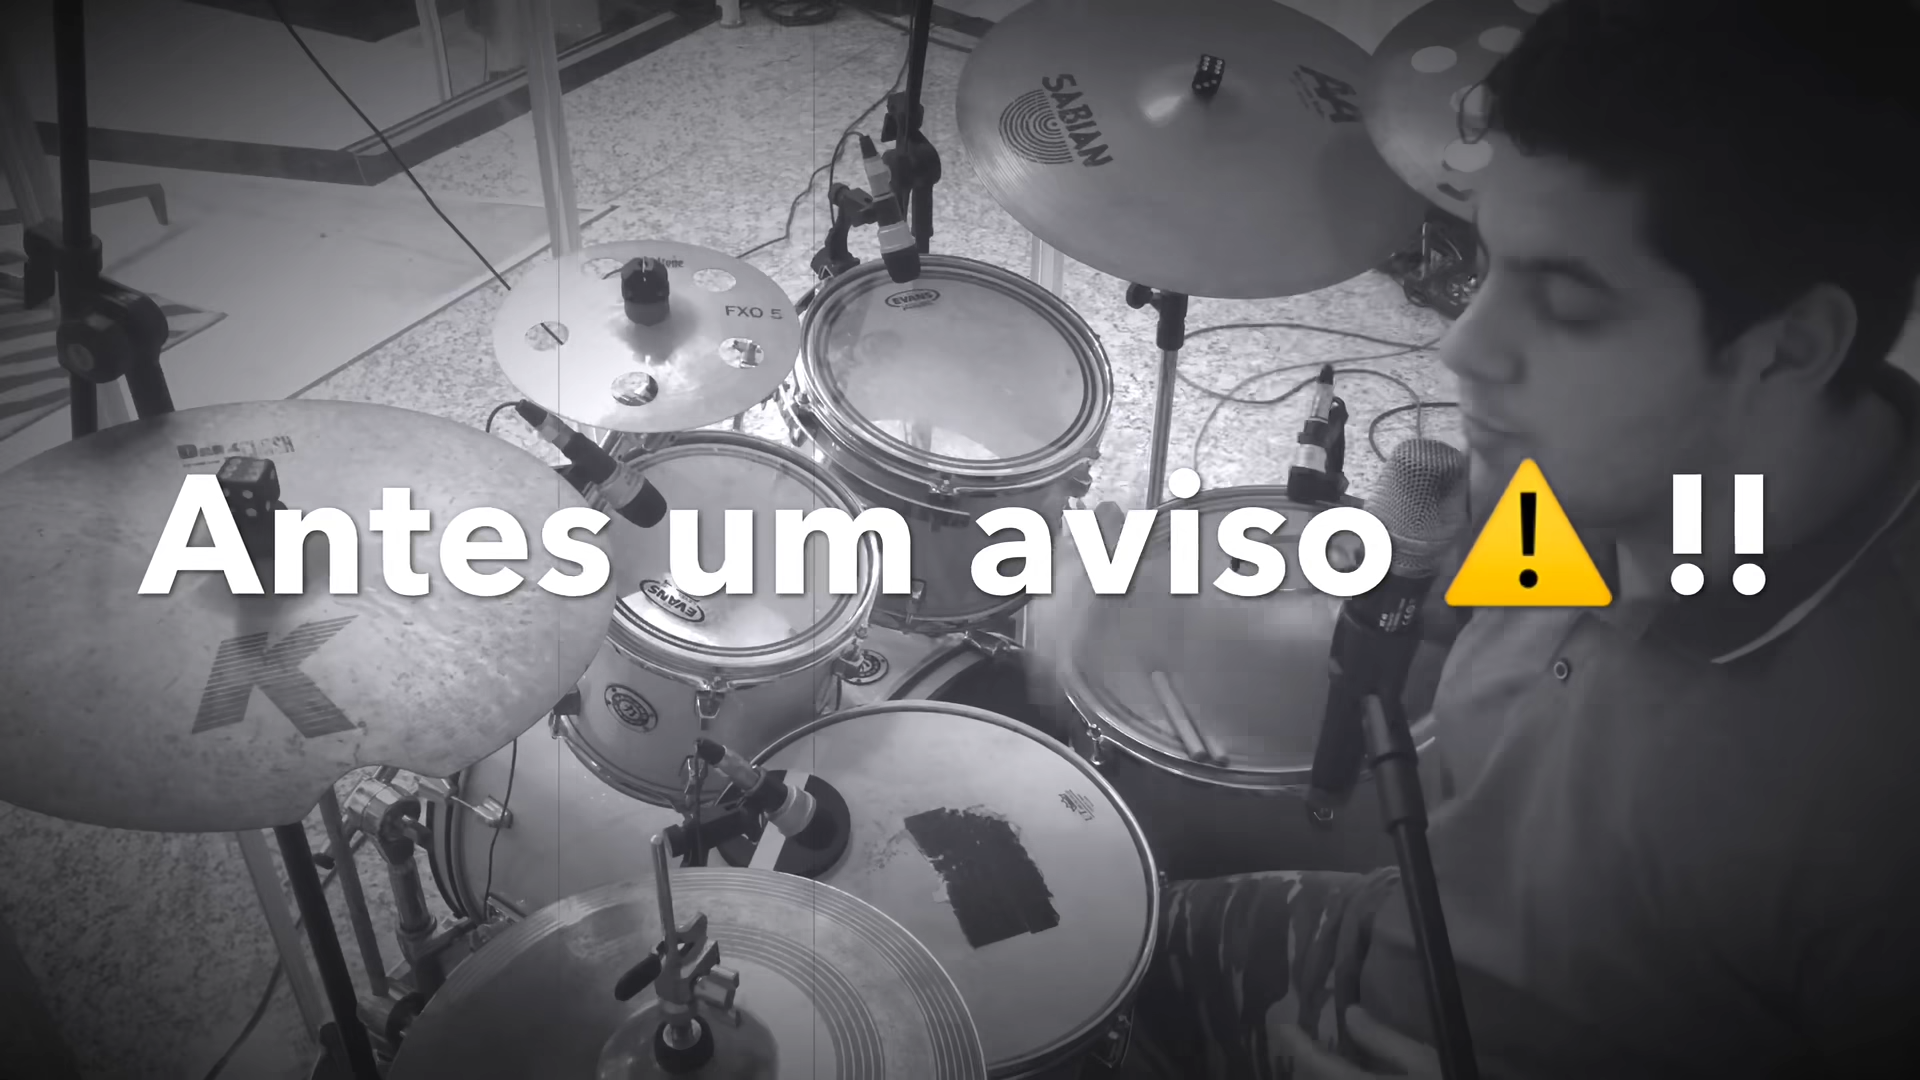 SABIAN
AA
EVANS
FXO 5
Antes um aviso ⚠️ !!
EVANS
K